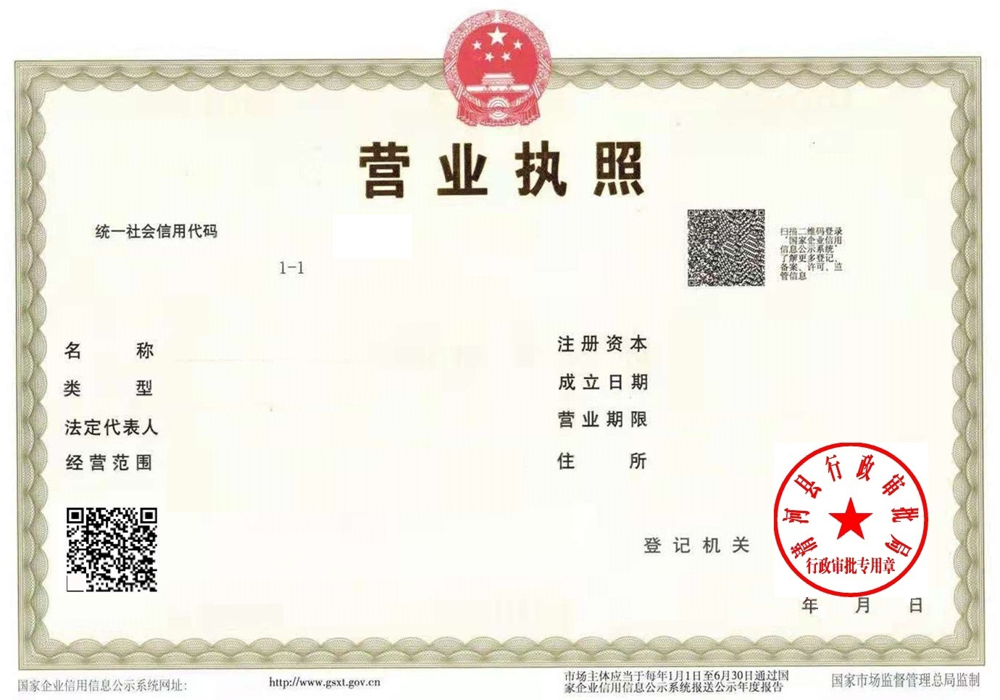 营业执照
统一社会信用代码
1-1
扫描二维码登录
“国家企业信用
信息公示系统”
了解更多登记、
备案、许可、监
管信息
名 称
类 型
法定代表人
经营范围
注册资本
成立日期
营业期限
住 所
登记机关
清河县行政审批局
行政审批专用章
年 月 日
国家企业信用信息公示系统网址:
http://www.gsxt.gov.cn
市场主体应当于每年1月1日至6月30日通过国
家企业信用信息公示系统报送公示年度报告
国家市场监督管理总局监制